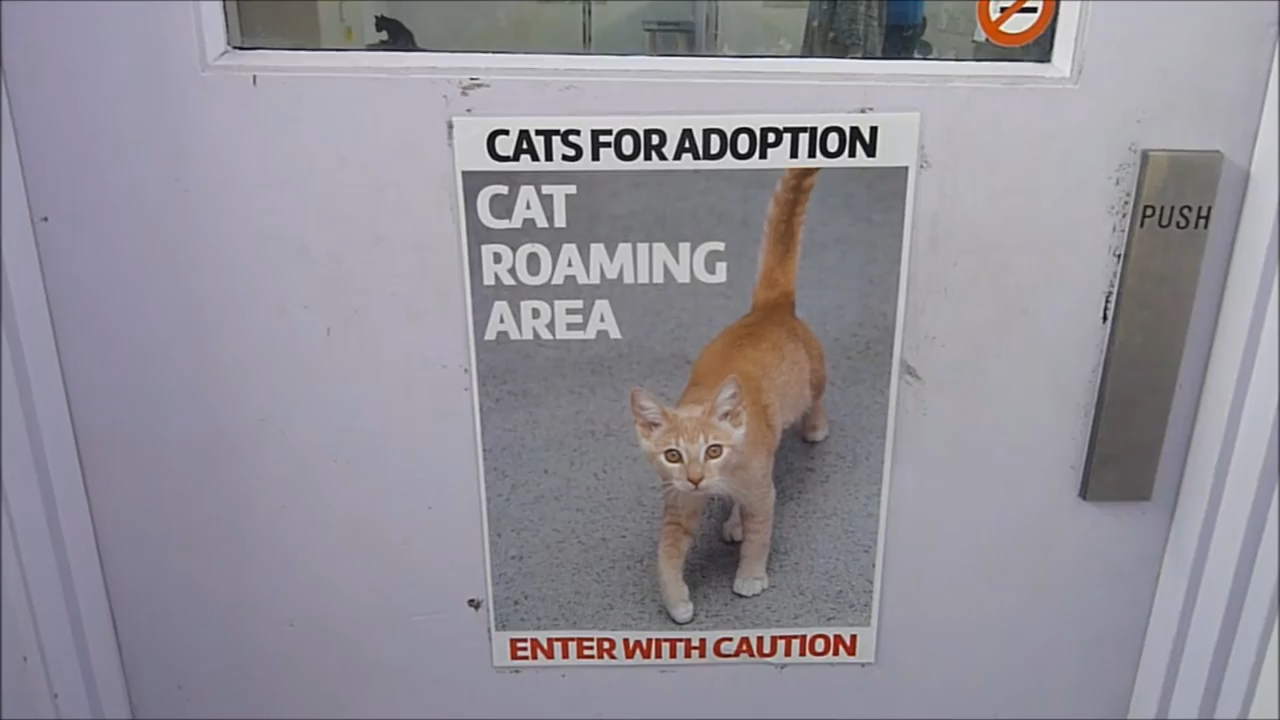 CATS FOR ADOPTION
CAT
ROAMING
AREA
PUSH
ENTER WITH CAUTION